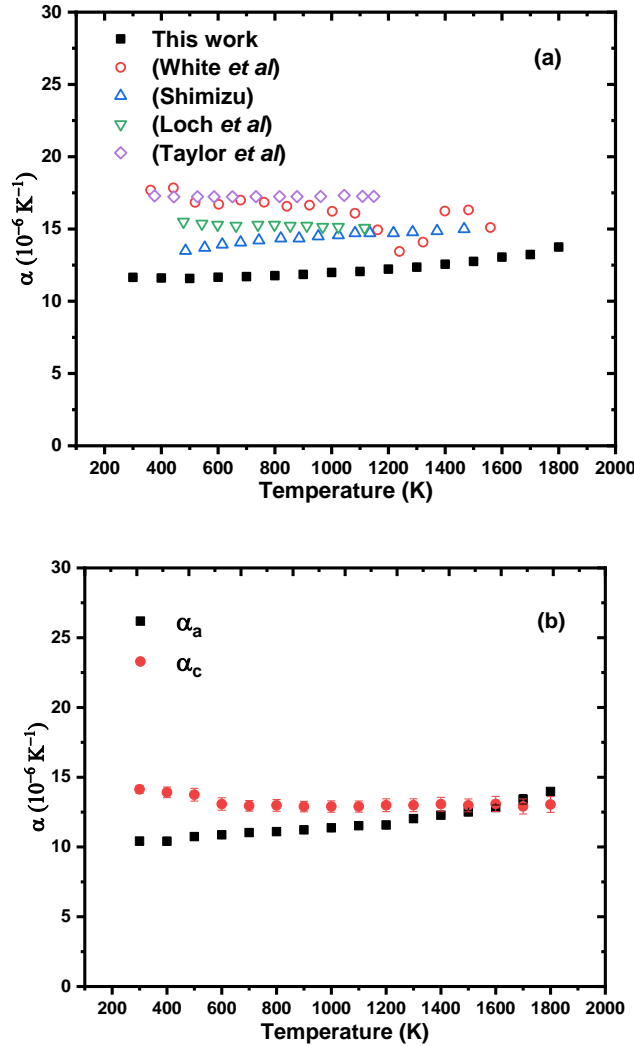 30
25
20
15
10
5
0
α (10⁻⁶ K⁻¹)
This work
(White et al)
(Shimizu)
(Loch et al)
(Taylor et al)
(a)
200 400 600 800 1000 1200 1400 1600 1800 2000
Temperature (K)
30
25
20
15
10
5
0
α (10⁻⁶ K⁻¹)
αa
αc
(b)
200 400 600 800 1000 1200 1400 1600 1800 2000
Temperature (K)